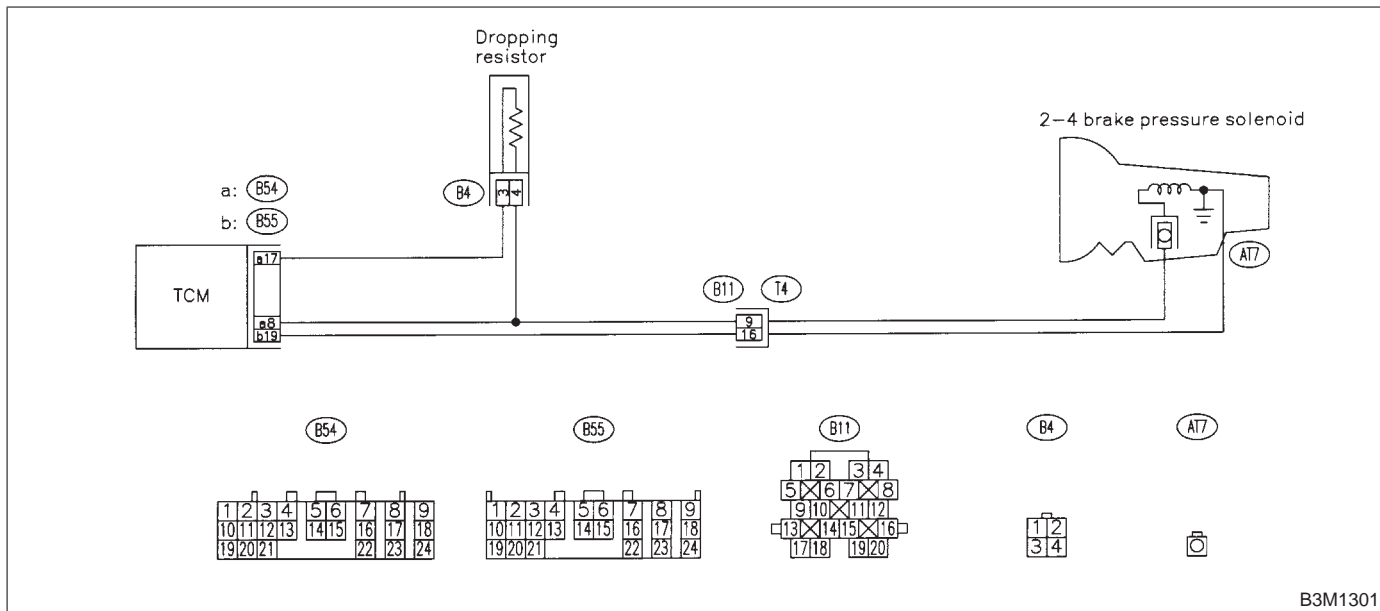 Dropping
resistor
2-4 brake pressure solenoid
a: B54
b: B55
B4
3 4
a17
TCM
a8
b19
B11 T4
9
16
AT7
B54
1 2 3 4 5 6 7 8 9
10 11 12 13 14 15 16 17 18
19 20 21 22 23 24
B55
1 2 3 4 5 6 7 8 9
10 11 12 13 14 15 16 17 18
19 20 21 22 23 24
B11
1 2 3 4
5 6 7 8
9 10 11 12
13 14 15 16
17 18 19 20
B4
1 2
3 4
AT7
B3M1301